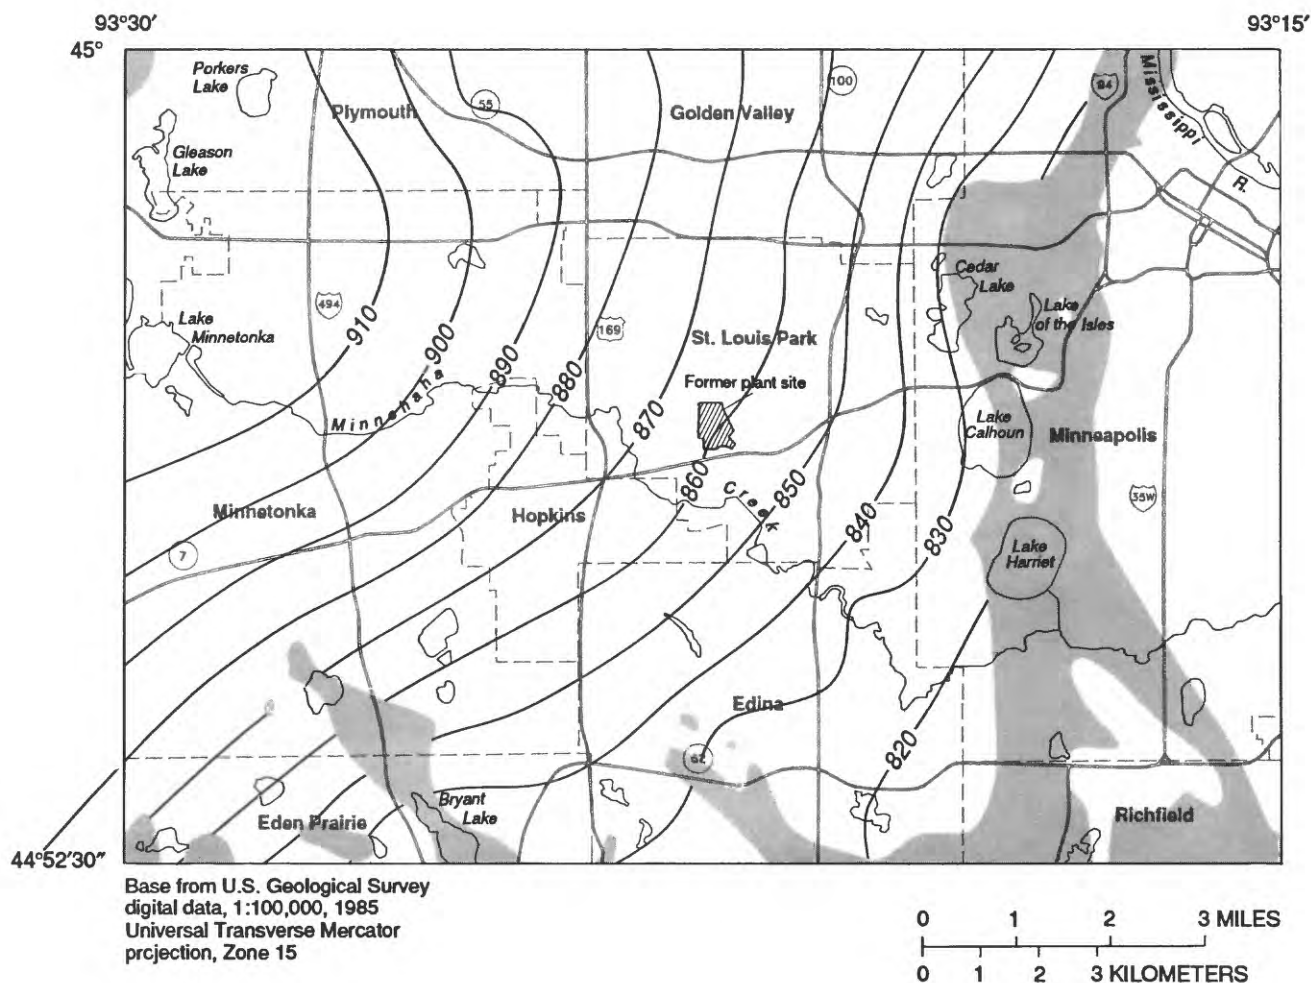 93°30′
93°15′
45°
Porkers
Lake
Plymouth
55
Golden Valley
100
94
Mississippi
R.
Gleason
Lake
Cedar
Lake
Lake
of the Isles
494
910
900
890
880
870
860
850
840
830
820
169
Lake
Minnetonka
St. Louis Park
Former plant site
Minnehaha
Creek
Lake
Calhoun
Minneapolis
35W
Minnetonka
Hopkins
7
Lake
Harriet
Edina
62
Bryant
Lake
Eden Prairie
Richfield
44°52′30″
Base from U.S. Geological Survey
digital data, 1:100,000, 1985
Universal Transverse Mercator
prcjection, Zone 15
0 1 2 3 MILES
0 1 2 3 KILOMETERS